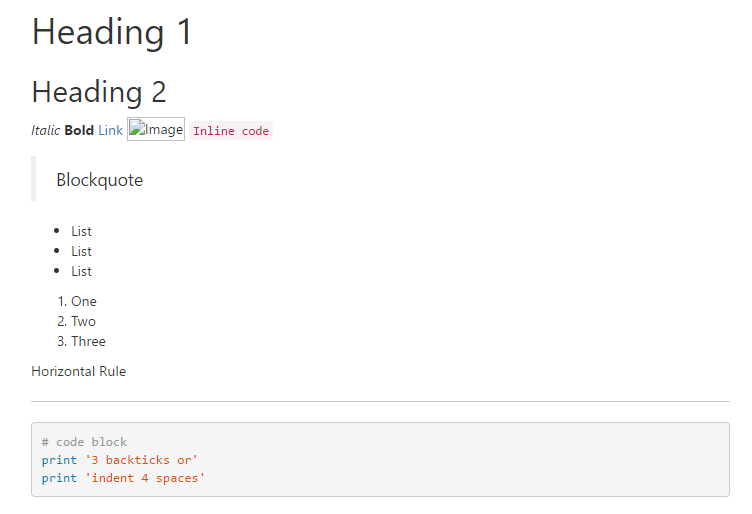 Heading 1
Heading 2
Italic Bold Link Image Inline code
Blockquote
• List
• List
• List
1. One
2. Two
3. Three
Horizontal Rule
# code block
print '3 backticks or'
print 'indent 4 spaces'